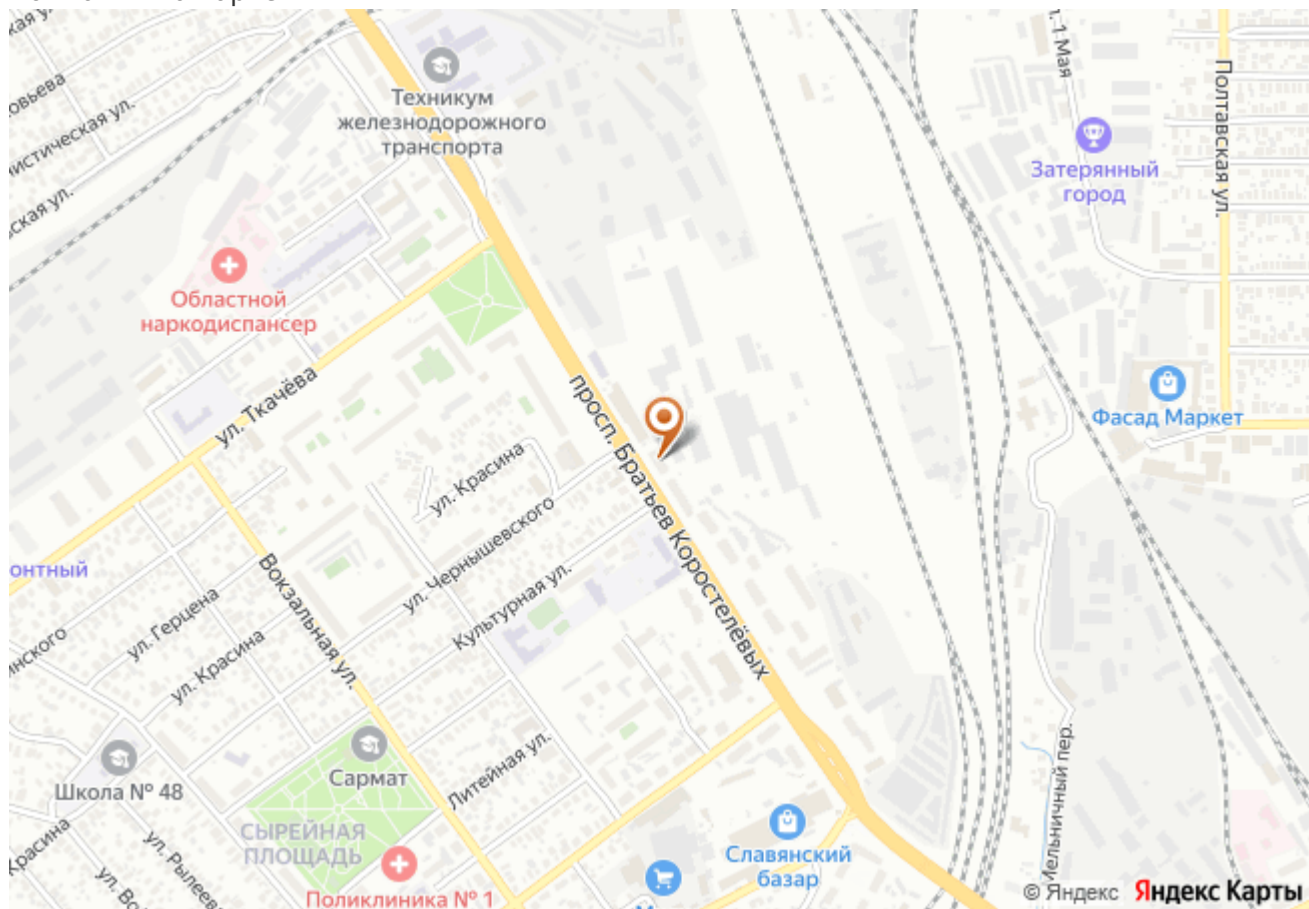 Техникум
железнодорожного
транспорта
1 Мая
Полтавская ул.
Затерянный
город
Областной
наркодиспансер
ул. Ткачёва
просп. Братьев Коростелёвых
Фасад Маркет
ул. Красина
ул. Чернышевского
Культурная ул.
Вокзальная ул.
ул. Герцена
ул. Красина
Литейная ул.
Школа № 48
Сармат
СЫРЕЙНАЯ
ПЛОЩАДЬ
Поликлиника № 1
Славянский
базар
Мельничный пер.
© Яндекс Яндекс Карты